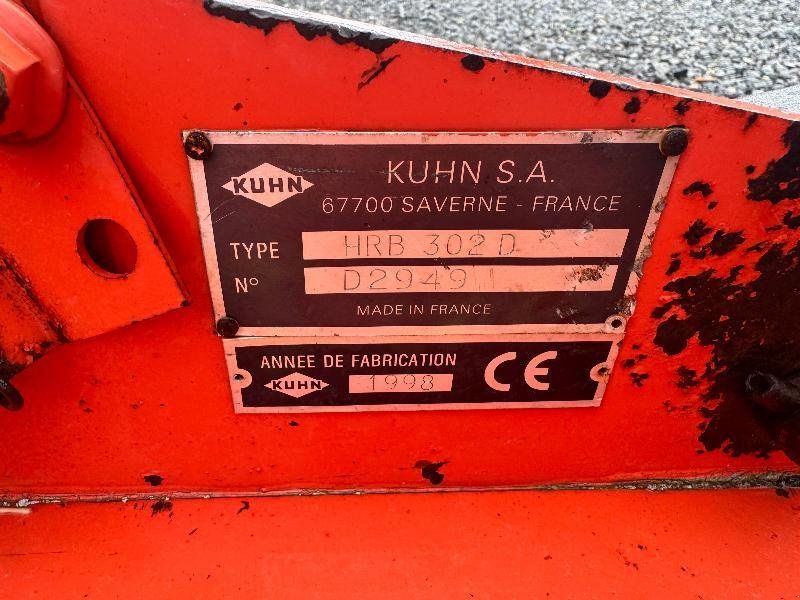 KUHN
KUHN S.A.
67700 SAVERNE - FRANCE
TYPE HRB 302 D
N° D2949
MADE IN FRANCE
ANNEE DE FABRICATION
KUHN 1998 CE